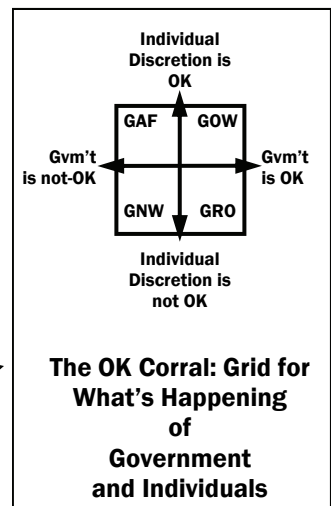 Individual
Discretion is
OK
GAF GOW
Gvm't
is not-OK
Gvm't
is OK
GNW GRO
Individual
Discretion is
not OK
The OK Corral: Grid for
What's Happening
of
Government
and Individuals